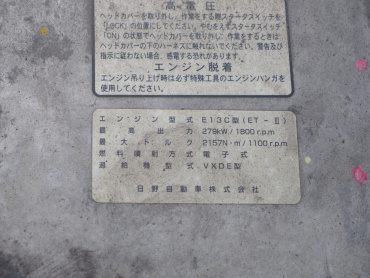 高電圧
ヘッドカバーを取り外し、作業をする際スタータスイッチを
「LOCK」の位置にしてください。やむをえずスタータスイッチ
「ON」の状態でヘッドカバーを取り外し、作業をするときは
ヘッドカバーの下のハーネスに触れないでください。警告及び
指示に従わない場合、感電する恐れがあります。
エンジン脱着
エンジン吊り上げ時は必ず特殊工具のエンジンハンガを
使用してください。
エンジン型式 E13C型(ET-Ⅱ)
最高出力 279kW/1800rpm
最大トルク 2157N・m/1100rpm
燃料噴射方式 電子式
過給機型式 VXDE型
日野自動車株式会社